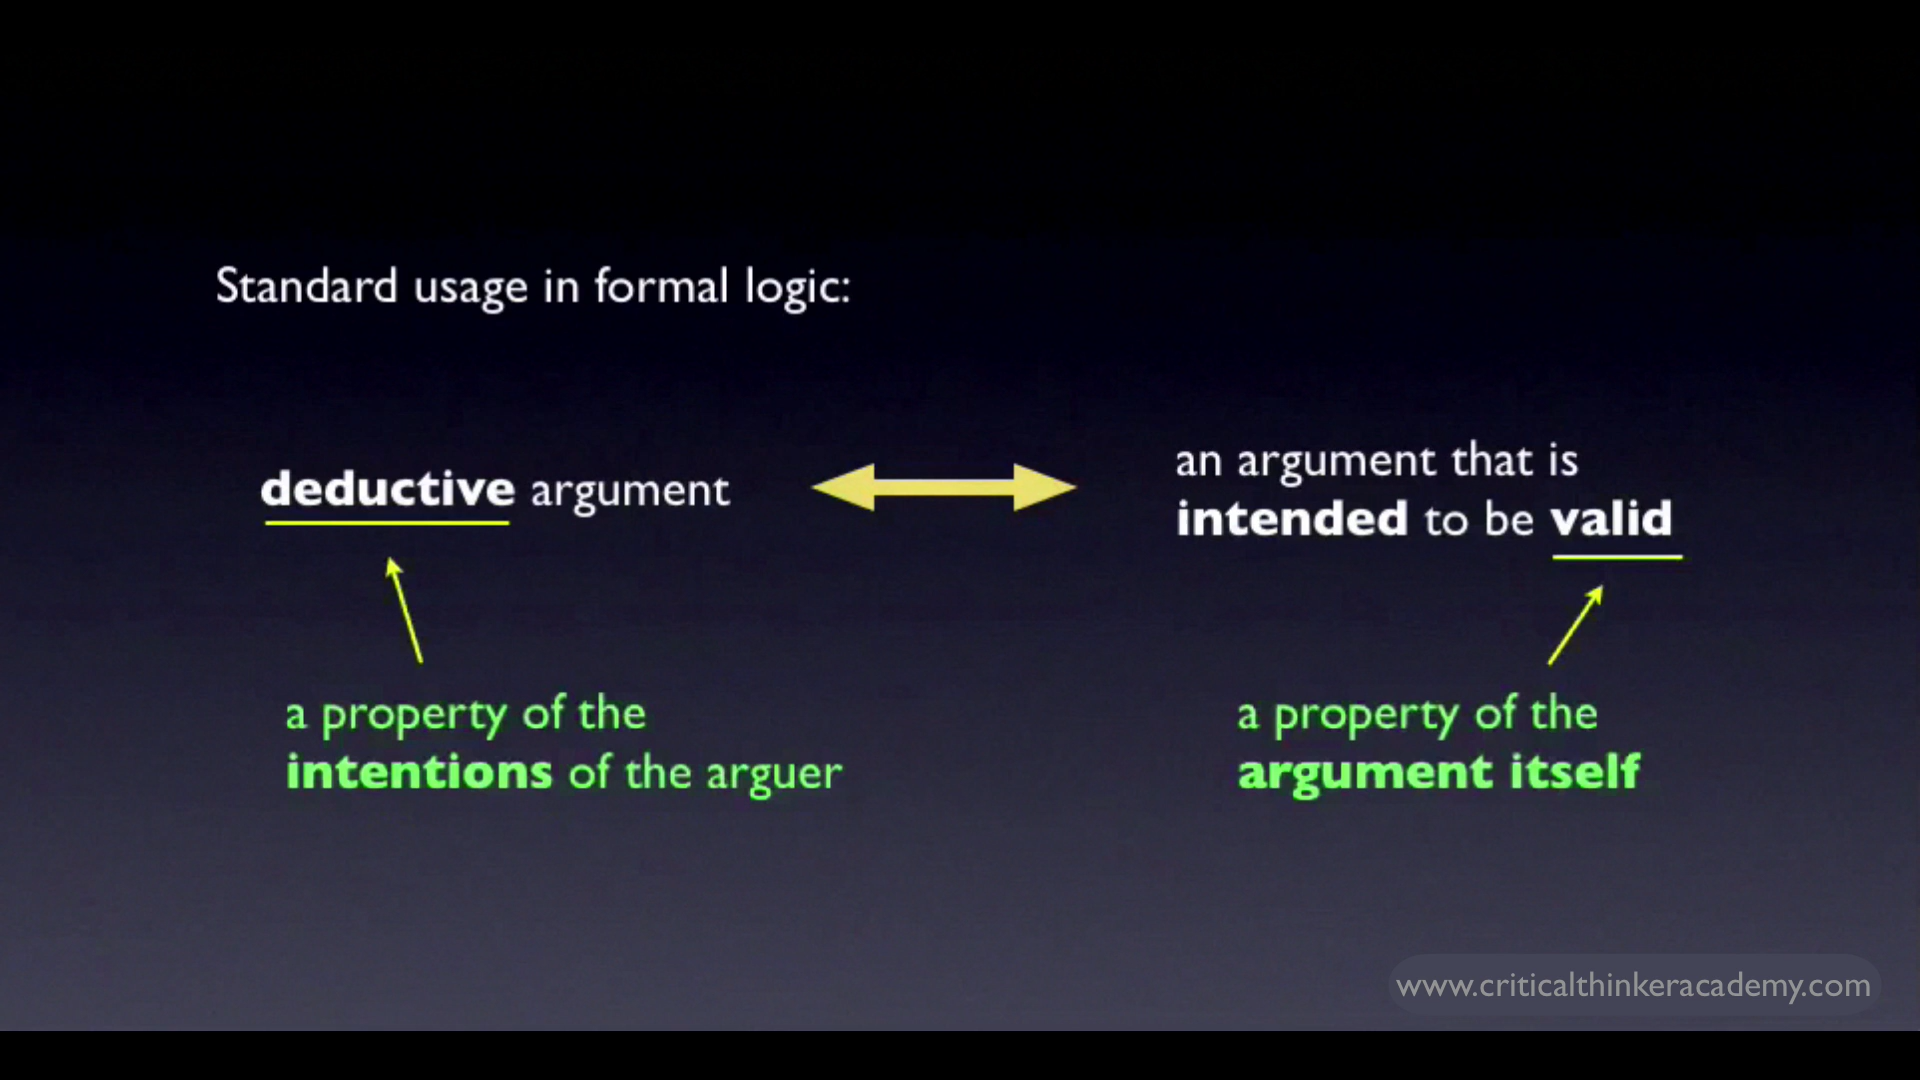 Standard usage in formal logic:
deductive argument
an argument that is
intended to be valid
a property of the
intentions of the arguer
a property of the
argument itself
www.criticalthinkeracademy.com